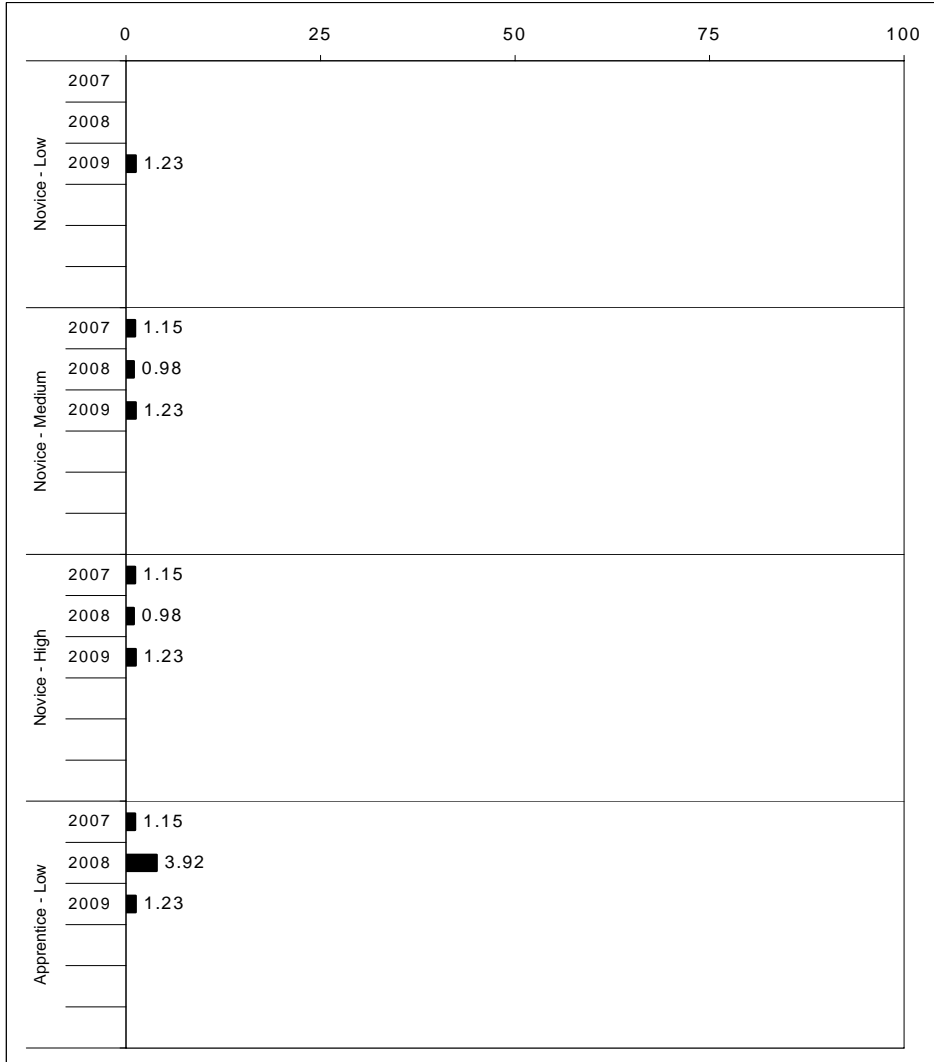 0 25 50 75 100
Novice - Low
2007
2008
2009 1.23
Novice - Medium
2007 1.15
2008 0.98
2009 1.23
Novice - High
2007 1.15
2008 0.98
2009 1.23
Apprentice - Low
2007 1.15
2008 3.92
2009 1.23